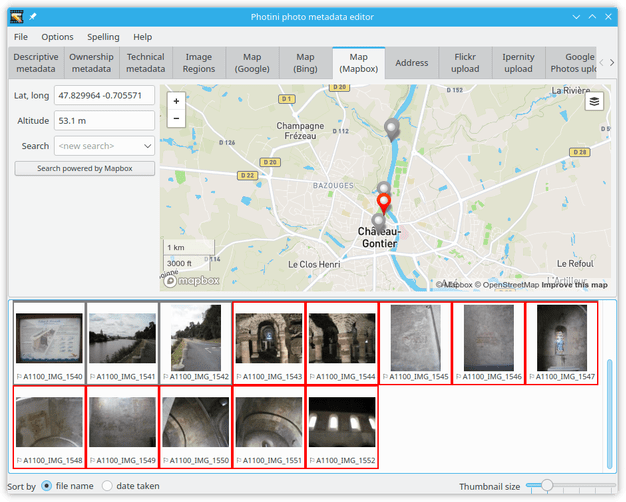 Photini photo metadata editor
File Options Spelling Help
Descriptive metadata
Ownership metadata
Technical metadata
Image Regions
Map (Google)
Map (Bing)
Map (Mapbox)
Address
Flickr upload
Ipernity upload
Google Photos uplo
Lat, long 47.829964 -0.705571
Altitude 53.1 m
Search <new search>
Search powered by Mapbox
+
−
D 20
D 1
D 152
La Rivière
Champagne Frézeau
D 112
D 126
D 20
D 28
D 22
BAZOUGES
Château-Gontier
1 km
3000 ft
D 114
Le Clos Henri
Le Refoul
mapbox
© Mapbox © OpenStreetMap Improve this map
A1100_IMG_1540
A1100_IMG_1541
A1100_IMG_1542
A1100_IMG_1543
A1100_IMG_1544
A1100_IMG_1545
A1100_IMG_1546
A1100_IMG_1547
A1100_IMG_1548
A1100_IMG_1549
A1100_IMG_1550
A1100_IMG_1551
A1100_IMG_1552
Sort by file name date taken
Thumbnail size